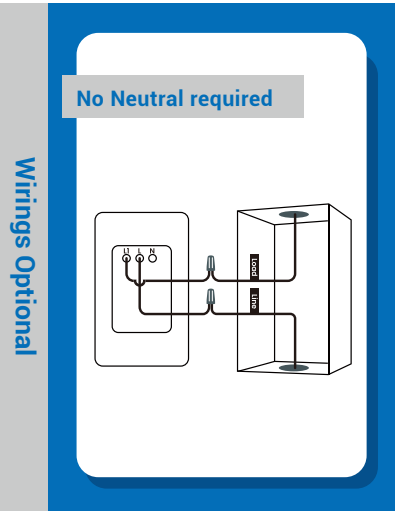 No Neutral required
Wirings Optional
L1 L N
Load
Line